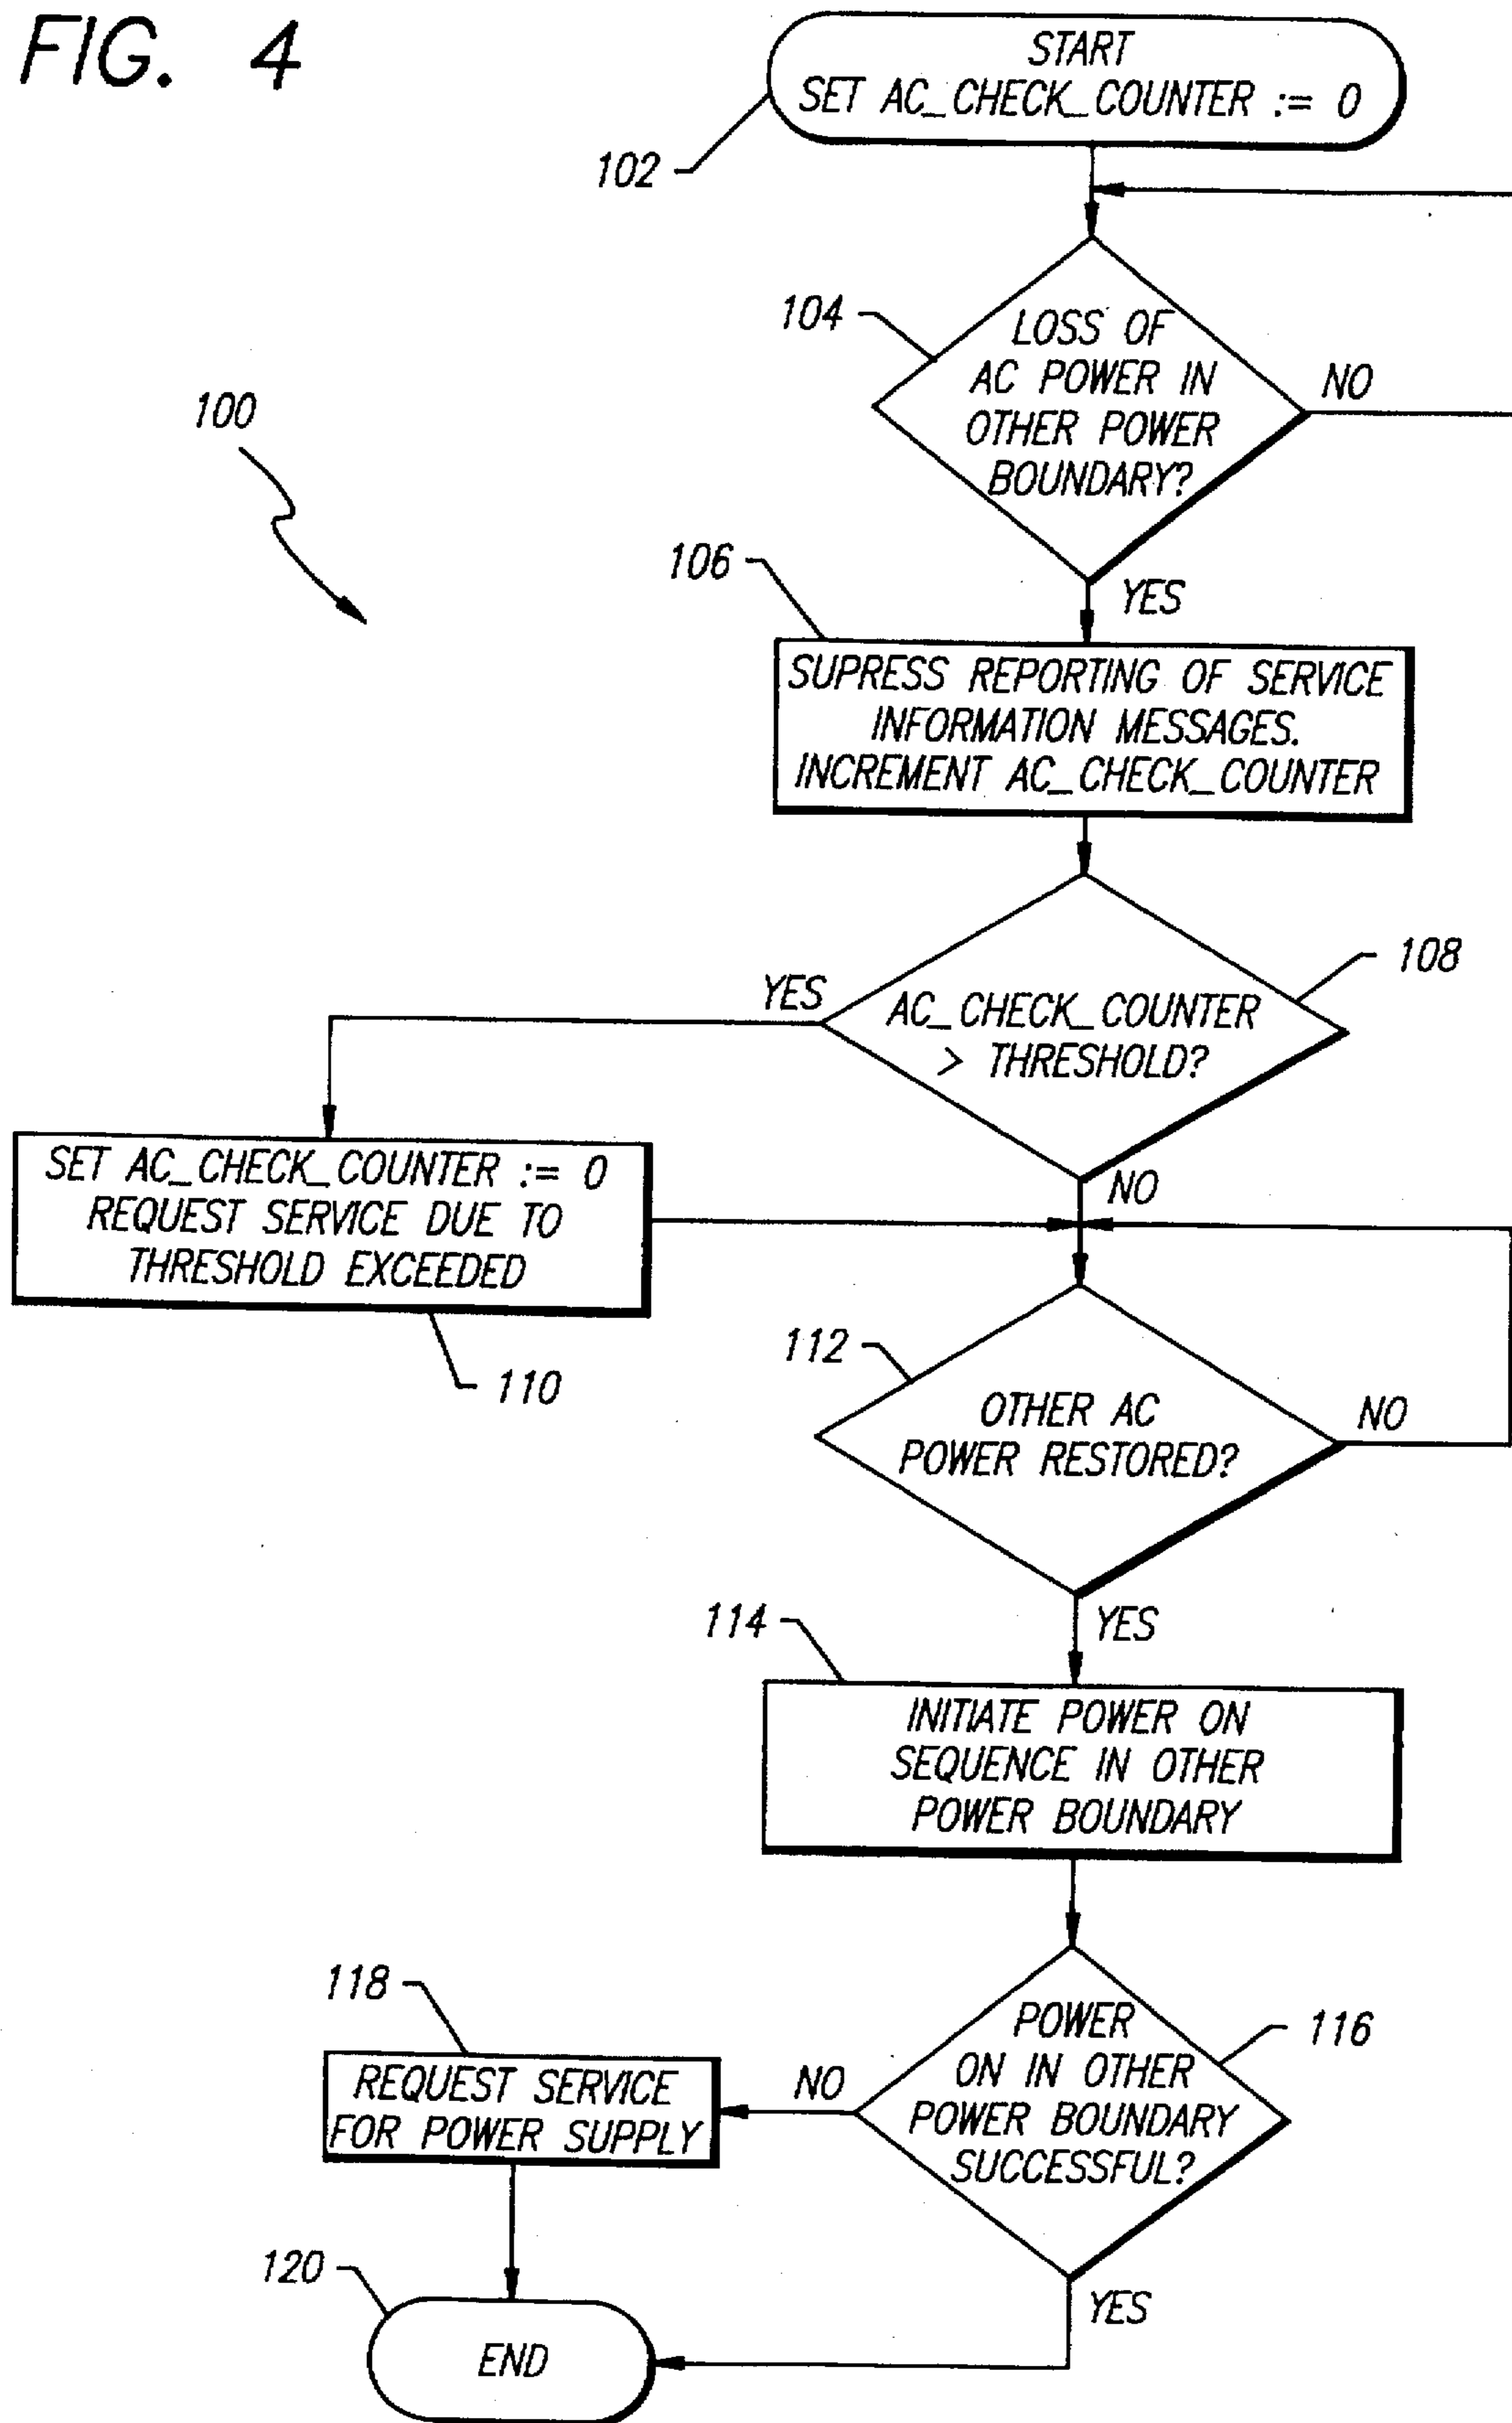 FIG. 4
START
SET AC_CHECK_COUNTER := 0
102
104
LOSS OF
AC POWER IN
OTHER POWER
BOUNDARY?
NO
100
YES
106
SUPRESS REPORTING OF SERVICE
INFORMATION MESSAGES.
INCREMENT AC_CHECK_COUNTER
108
YES
AC_CHECK_COUNTER
> THRESHOLD?
NO
SET AC_CHECK_COUNTER := 0
REQUEST SERVICE DUE TO
THRESHOLD EXCEEDED
110
112
OTHER AC
POWER RESTORED?
NO
YES
114
INITIATE POWER ON
SEQUENCE IN OTHER
POWER BOUNDARY
116
POWER
ON IN OTHER
POWER BOUNDARY
SUCCESSFUL?
NO
118
REQUEST SERVICE
FOR POWER SUPPLY
YES
120
END